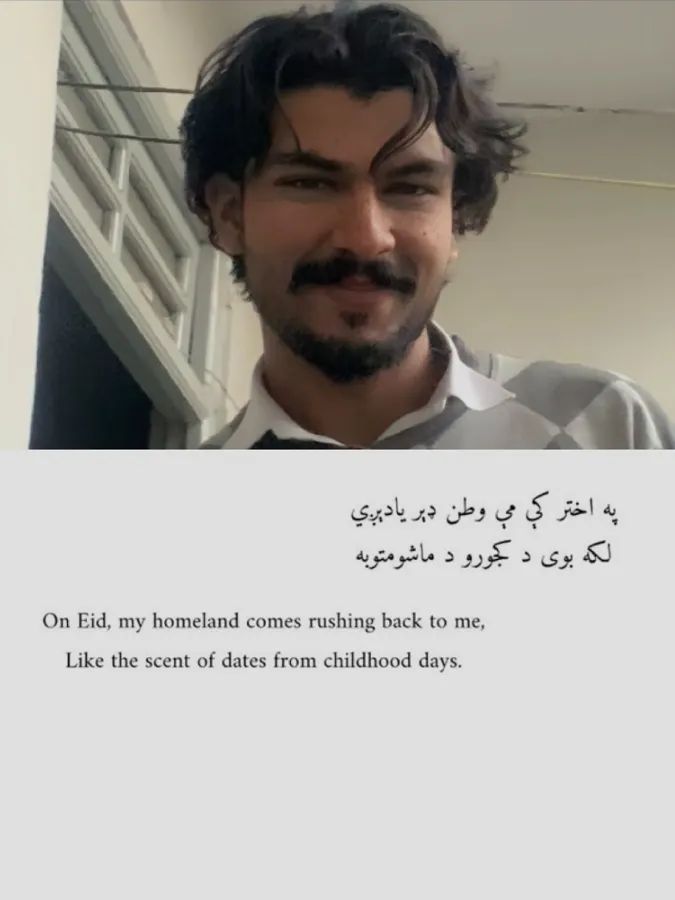 په اختر کې مې وطن ډېر یادېږي
لکه بوی د کجورو د ماشومتوبه
On Eid, my homeland comes rushing back to me,
Like the scent of dates from childhood days.